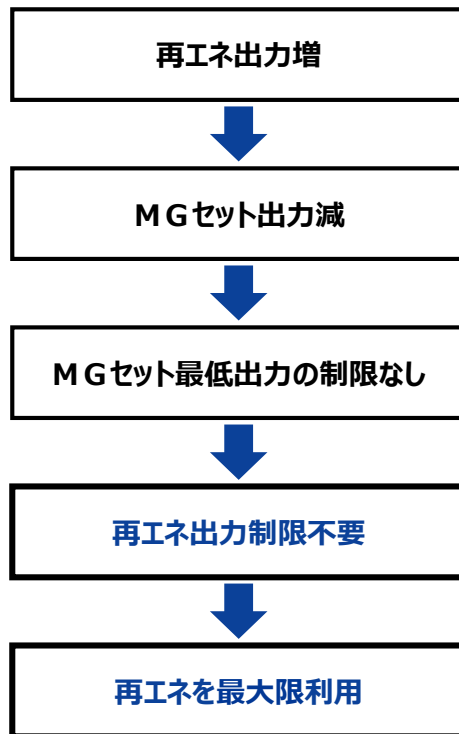 再エネ出力増
ＭＧセット出力減
ＭＧセット最低出力の制限なし
再エネ出力制限不要
再エネを最大限利用